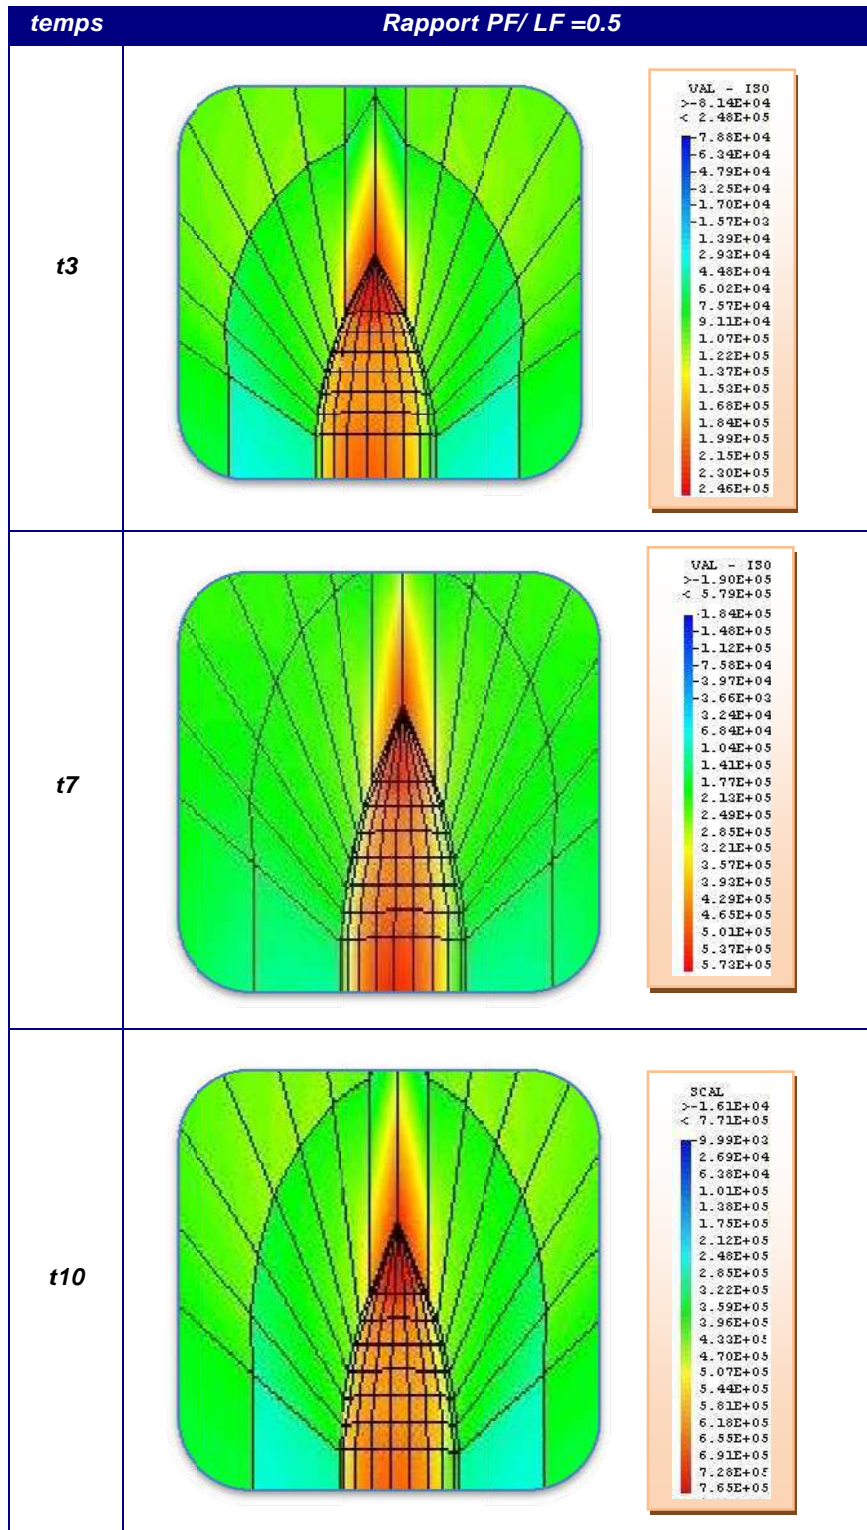 temps Rapport PF/ LF =0.5
t3
VAL - ISO
>-8.14E+04
< 2.48E+05
-7.88E+04
-6.34E+04
-4.79E+04
-3.25E+04
-1.70E+04
-1.57E+03
1.39E+04
2.93E+04
4.48E+04
6.02E+04
7.57E+04
9.11E+04
1.07E+05
1.22E+05
1.37E+05
1.53E+05
1.68E+05
1.84E+05
1.99E+05
2.15E+05
2.30E+05
2.46E+05
t7
VAL - ISO
>-1.90E+05
< 5.79E+05
-1.84E+05
-1.48E+05
-1.12E+05
-7.58E+04
-3.97E+04
-3.66E+03
3.24E+04
6.84E+04
1.04E+05
1.41E+05
1.77E+05
2.13E+05
2.49E+05
2.85E+05
3.21E+05
3.57E+05
3.93E+05
4.29E+05
4.65E+05
5.01E+05
5.37E+05
5.73E+05
t10
SCAL
>-1.61E+04
< 7.71E+05
-9.99E+03
2.69E+04
6.38E+04
1.01E+05
1.38E+05
1.75E+05
2.12E+05
2.48E+05
2.85E+05
3.22E+05
3.59E+05
3.96E+05
4.33E+05
4.70E+05
5.07E+05
5.44E+05
5.81E+05
6.18E+05
6.55E+05
6.91E+05
7.28E+05
7.65E+05